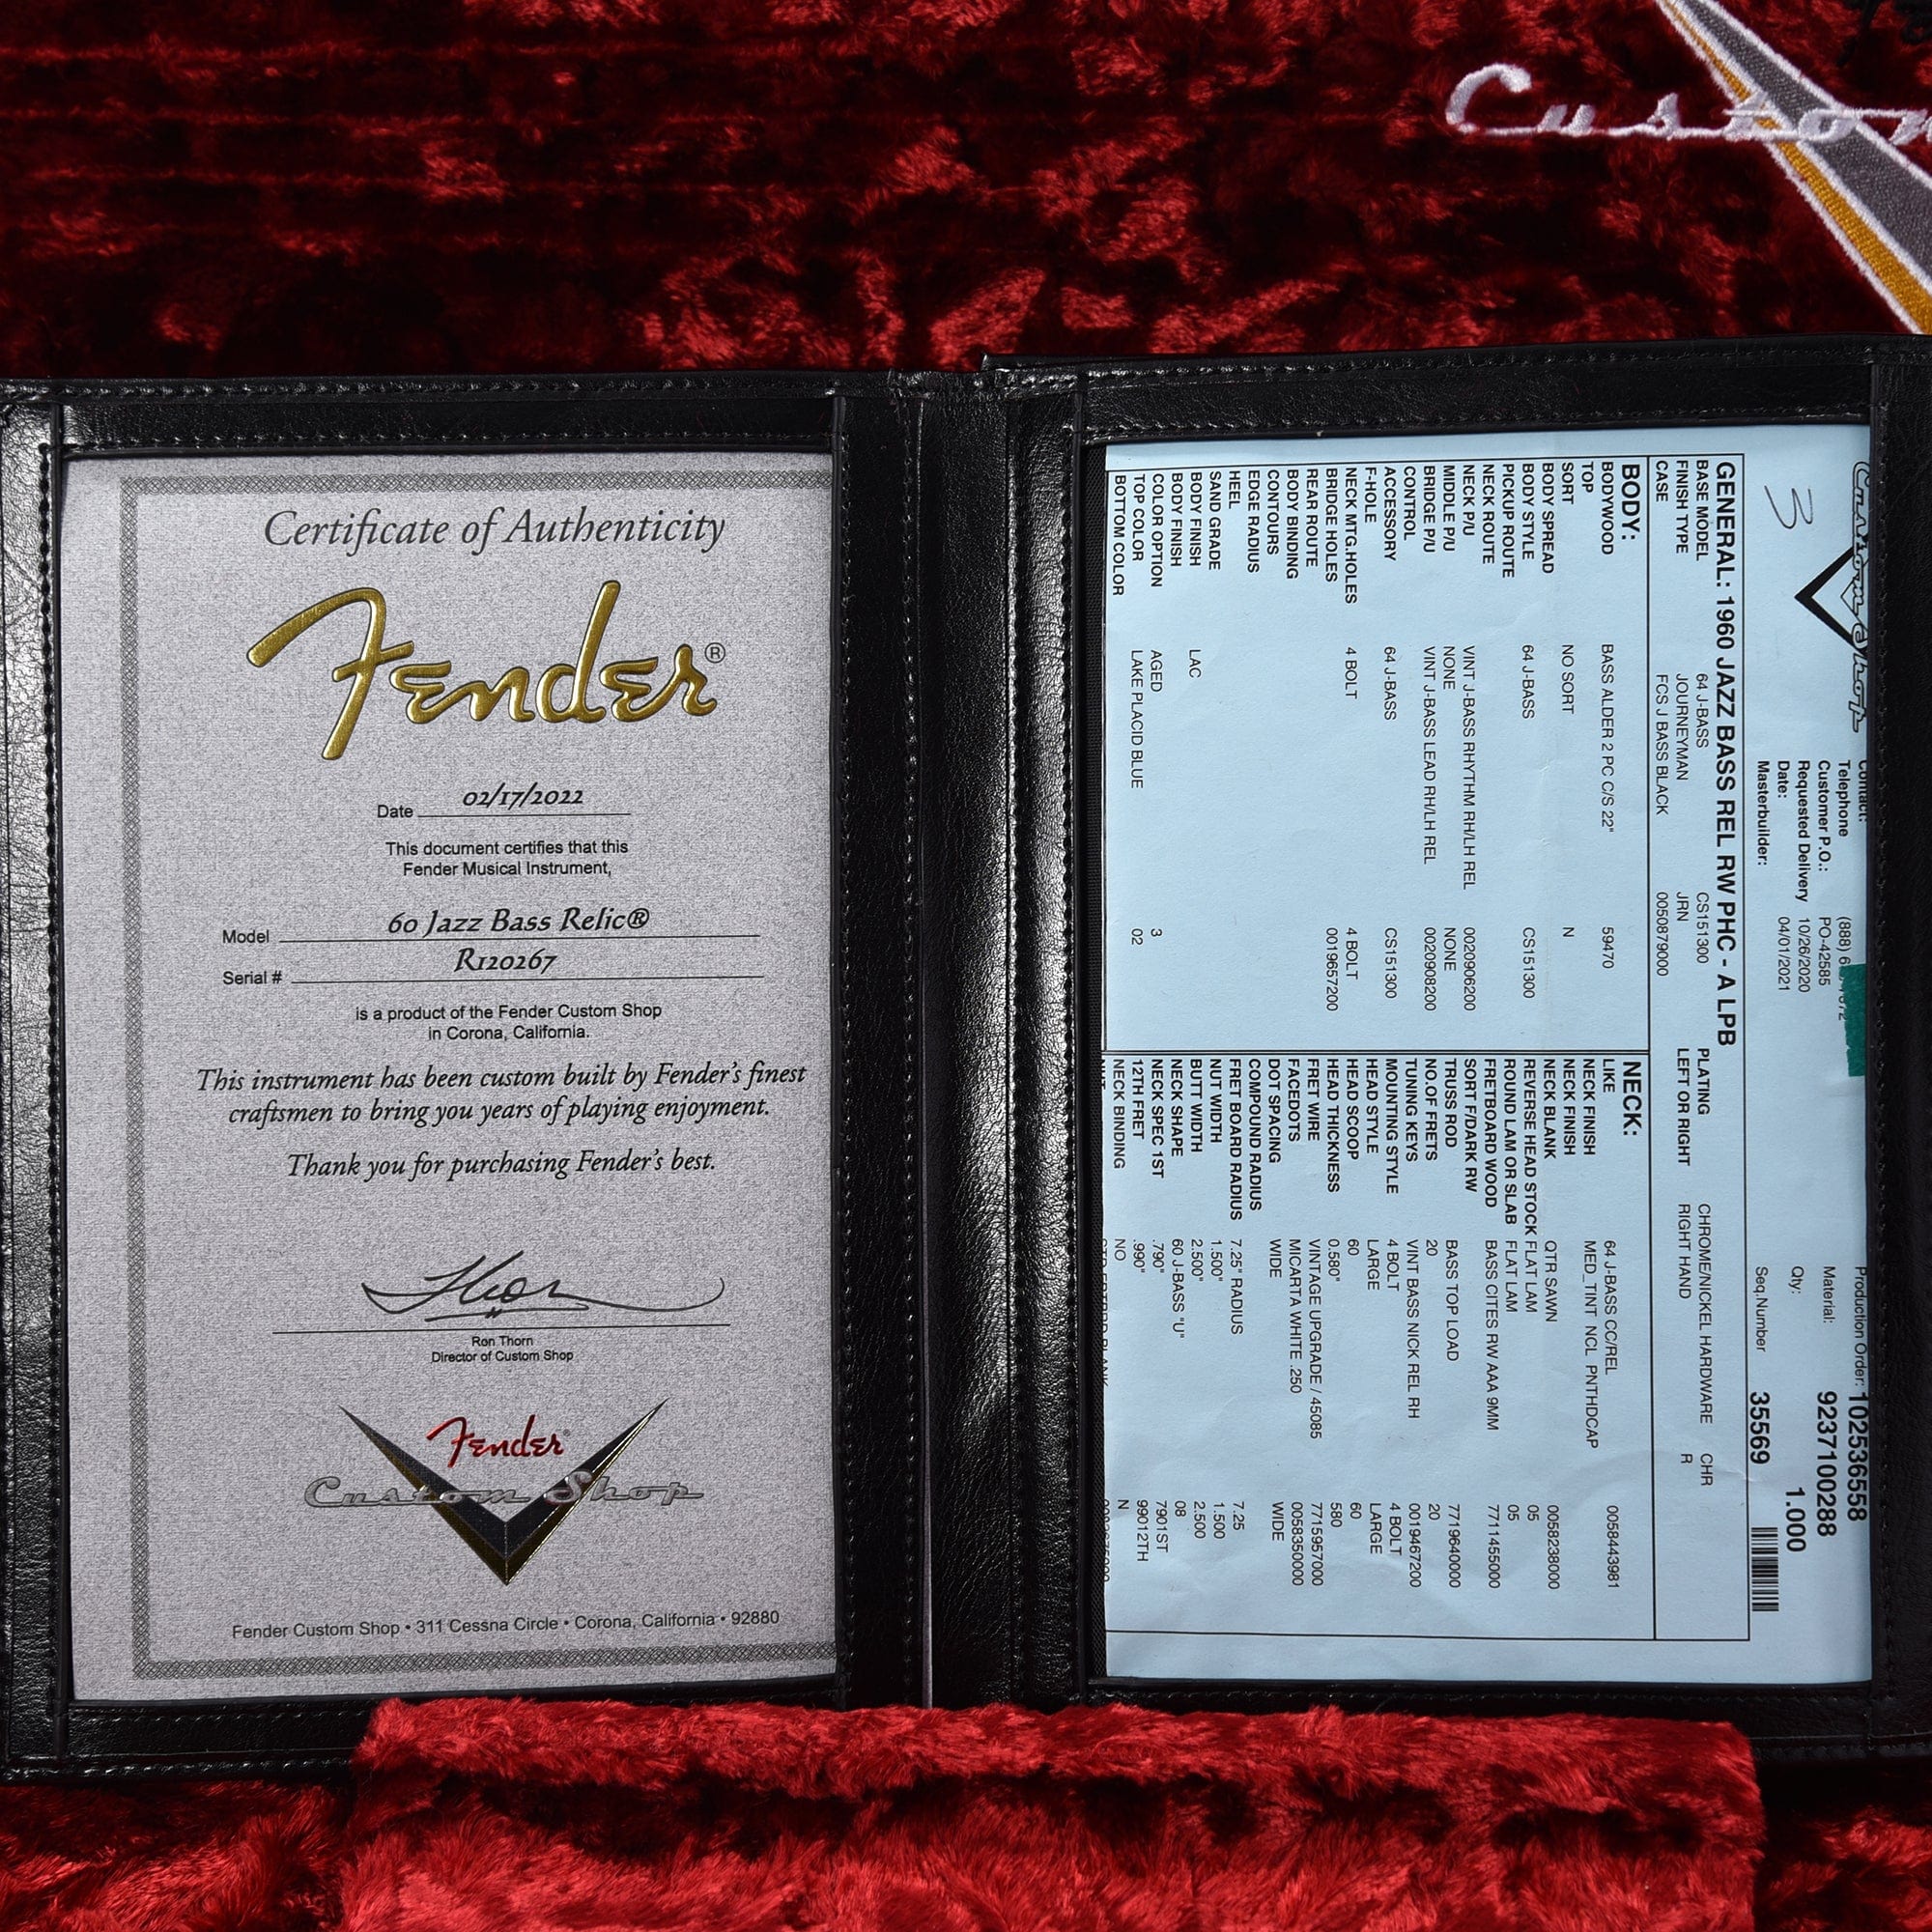 Custom
Certificate of Authenticity
Fender®
Date 02/17/2022
This document certifies that this
Fender Musical Instrument,
Model 60 Jazz Bass Relic®
Serial # R120267
is a product of the Fender Custom Shop
in Corona, California.
This instrument has been custom built by Fender's finest
craftsmen to bring you years of playing enjoyment.
Thank you for purchasing Fender's best.
Ron Thorn
Director of Custom Shop
Fender®
Custom Shop
Fender Custom Shop • 311 Cessna Circle • Corona, California • 92880
Custom Shop
3
Contact:
Telephone (888)
Customer P.O.: PO-42585
Requested Delivery 10/26/2020
Date: 04/01/2021
Masterbuilder:
Production Order: 102536558
Material: 9237100288
Qty: 1.000
Seq.Number 35569
GENERAL: 1960 JAZZ BASS REL RW PHC - A LPB
BASE MODEL 64 J-BASS CS151300 PLATING CHROME/NICKEL HARDWARE CHR
FINISH TYPE JOURNEYMAN JRN LEFT OR RIGHT RIGHT HAND R
CASE FCS J BASS BLACK 0050879000
BODY:
BODYWOOD BASS ALDER 2 PC C/S 22" 59470
TOP
SORT NO SORT N
BODY SPREAD
BODY STYLE 64 J-BASS CS151300
PICKUP ROUTE
NECK ROUTE
NECK P/U VINT J-BASS RHYTHM RH/LH REL 0020906200
MIDDLE P/U NONE NONE
BRIDGE P/U VINT J-BASS LEAD RH/LH REL 0020908200
CONTROL
ACCESSORY 64 J-BASS CS151300
F-HOLE
NECK MTG.HOLES 4 BOLT 4 BOLT
BRIDGE HOLES 0019657200
REAR ROUTE
BODY BINDING
CONTOURS
EDGE RADIUS
HEEL
SAND GRADE
BODY FINISH LAC
BODY FINISH
COLOR OPTION AGED 3
TOP COLOR LAKE PLACID BLUE 02
BOTTOM COLOR
NECK:
LIKE 64 J-BASS CC/REL 0058443981
NECK FINISH MED_TINT NCL PNTHDCAP
NECK FINISH
NECK BLANK QTR SAWN 0058238000
REVERSE HEAD STOCK FLAT LAM 05
ROUND LAM OR SLAB FLAT LAM 05
FRETBOARD WOOD BASS CITES RW AAA 9MM 7711455000
SORT F/DARK RW
TRUSS ROD BASS TOP LOAD 7719640000
NO.OF FRETS 20 20
TUNING KEYS VINT BASS NICK REL RH 0019467200
MOUNTING STYLE 4 BOLT 4 BOLT
HEAD STYLE LARGE LARGE
HEAD SCOOP 60 60
HEAD THICKNESS 0.580" 580
FRET WIRE VINTAGE UPGRADE / 45085 7715957000
FACEDOTS MICARTA WHITE .250 0058350000
DOT SPACING WIDE WIDE
COMPOUND RADIUS
FRET BOARD RADIUS 7.25" RADIUS 7.25
NUT WIDTH 1.500" 1.500
BUTT WIDTH 2.500" 2.500
NECK SHAPE 60 J-BASS "U" 08
NECK SPEC 1ST .790" 7901ST
12TH FRET .990" 99012TH
NECK BINDING NO N